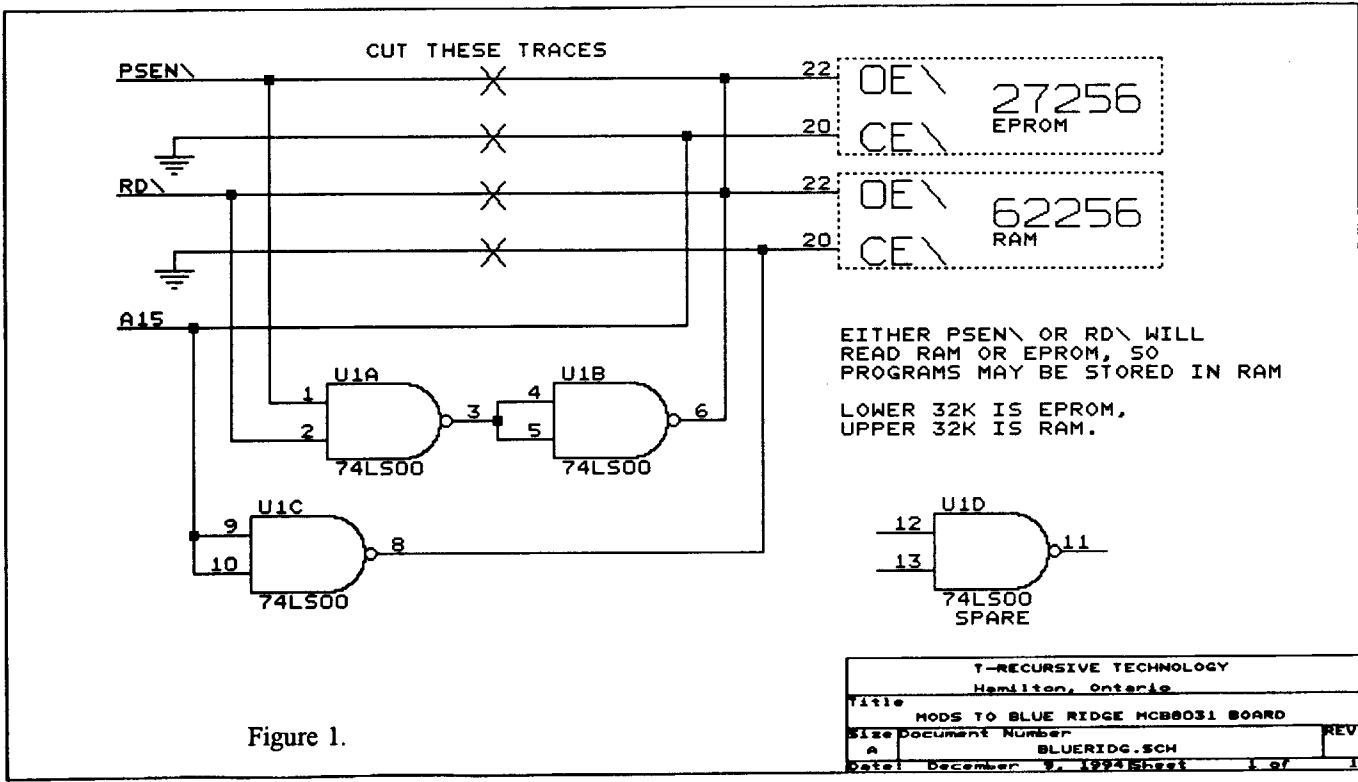 CUT THESE TRACES
PSEN\
22 OE\
27256
EPROM
20 CE\
RD\
22 OE\
62256
RAM
20 CE\
A15
EITHER PSEN\ OR RD\ WILL
READ RAM OR EPROM, SO
PROGRAMS MAY BE STORED IN RAM
LOWER 32K IS EPROM,
UPPER 32K IS RAM.
U1A
1
2
3
74LS00
U1B
4
5
6
74LS00
U1C
9
10
8
74LS00
U1D
12
13
11
74LS00
SPARE
Figure 1.
T-RECURSIVE TECHNOLOGY
Hamilton, Ontario
Title
MODS TO BLUE RIDGE MCB8031 BOARD
Size Document Number REV
A BLUERIDG.SCH
Date: December 9, 1994 Sheet 1 of 1